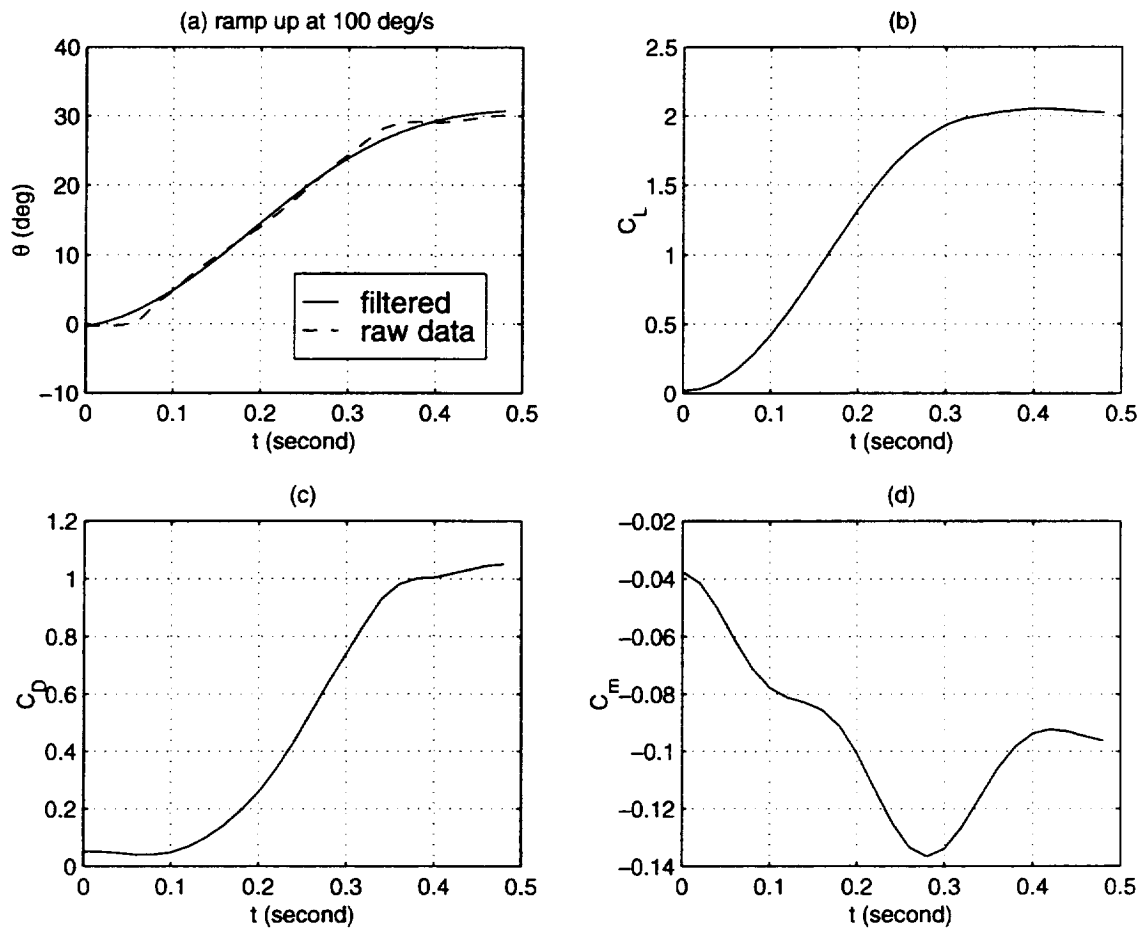 (a) ramp up at 100 deg/s
40
30
20
10
0
−10
θ (deg)
filtered
raw data
0 0.1 0.2 0.3 0.4 0.5
t (second)
(b)
2.5
2
1.5
1
0.5
0
C_L
0 0.1 0.2 0.3 0.4 0.5
t (second)
(c)
1.2
1
0.8
0.6
0.4
0.2
0
C_D
0 0.1 0.2 0.3 0.4 0.5
t (second)
(d)
−0.02
−0.04
−0.06
−0.08
−0.1
−0.12
−0.14
C_m
0 0.1 0.2 0.3 0.4 0.5
t (second)